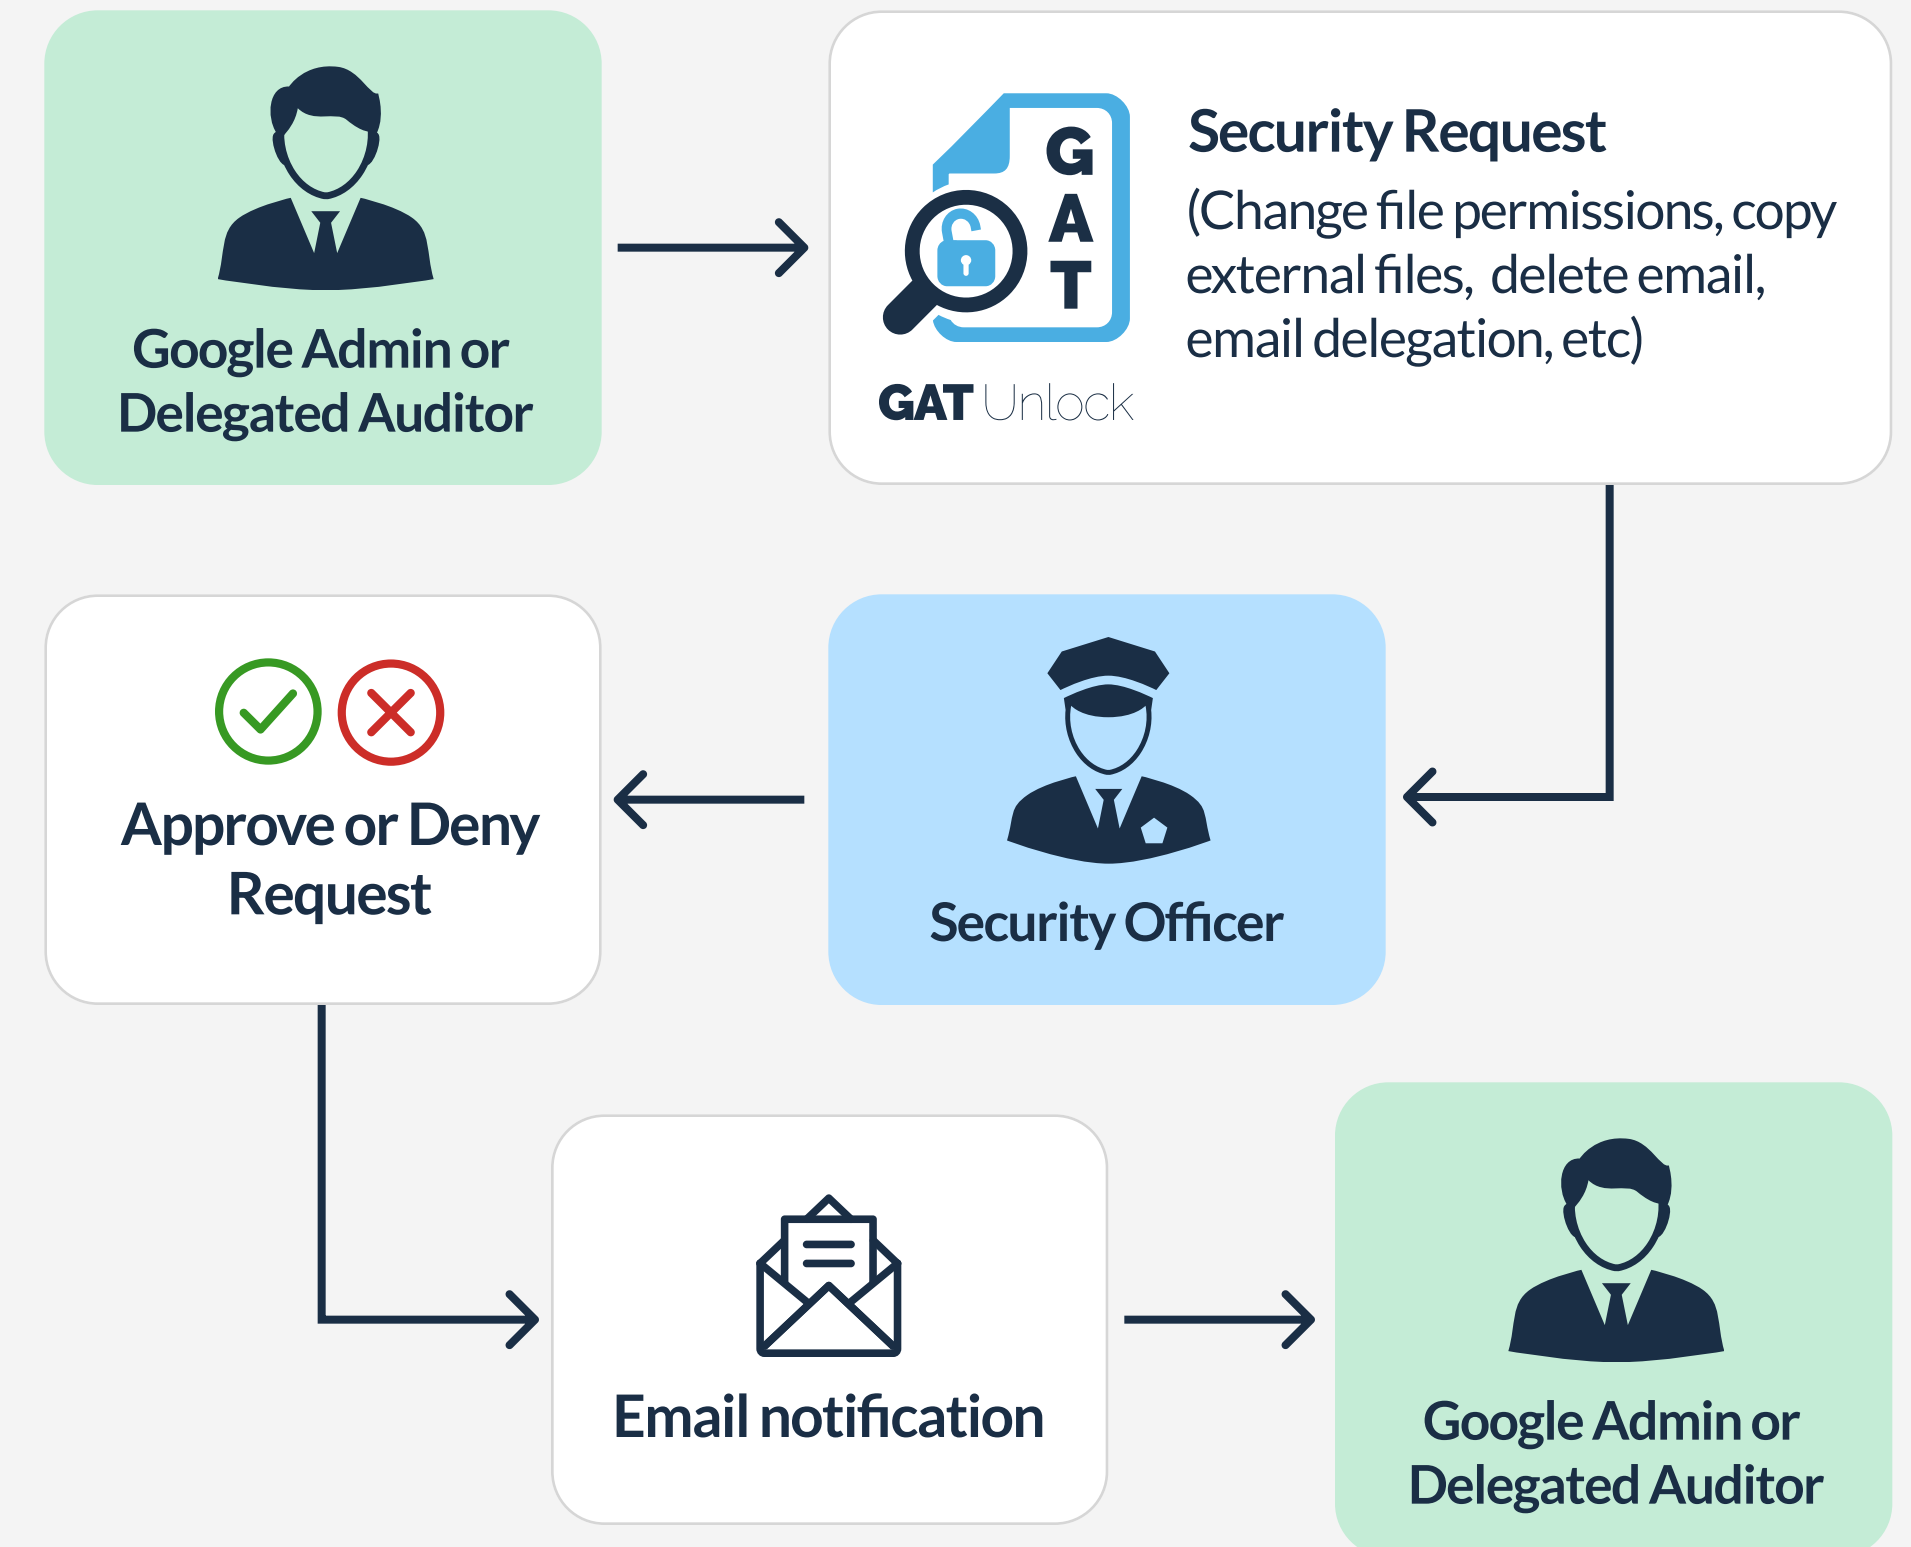 Google Admin or
Delegated Auditor
G
A
T
GAT Unlock
Security Request
(Change file permissions, copy
external files,  delete email,
email delegation, etc)
Approve or Deny
Request
Security Officer
Email notification
Google Admin or
Delegated Auditor